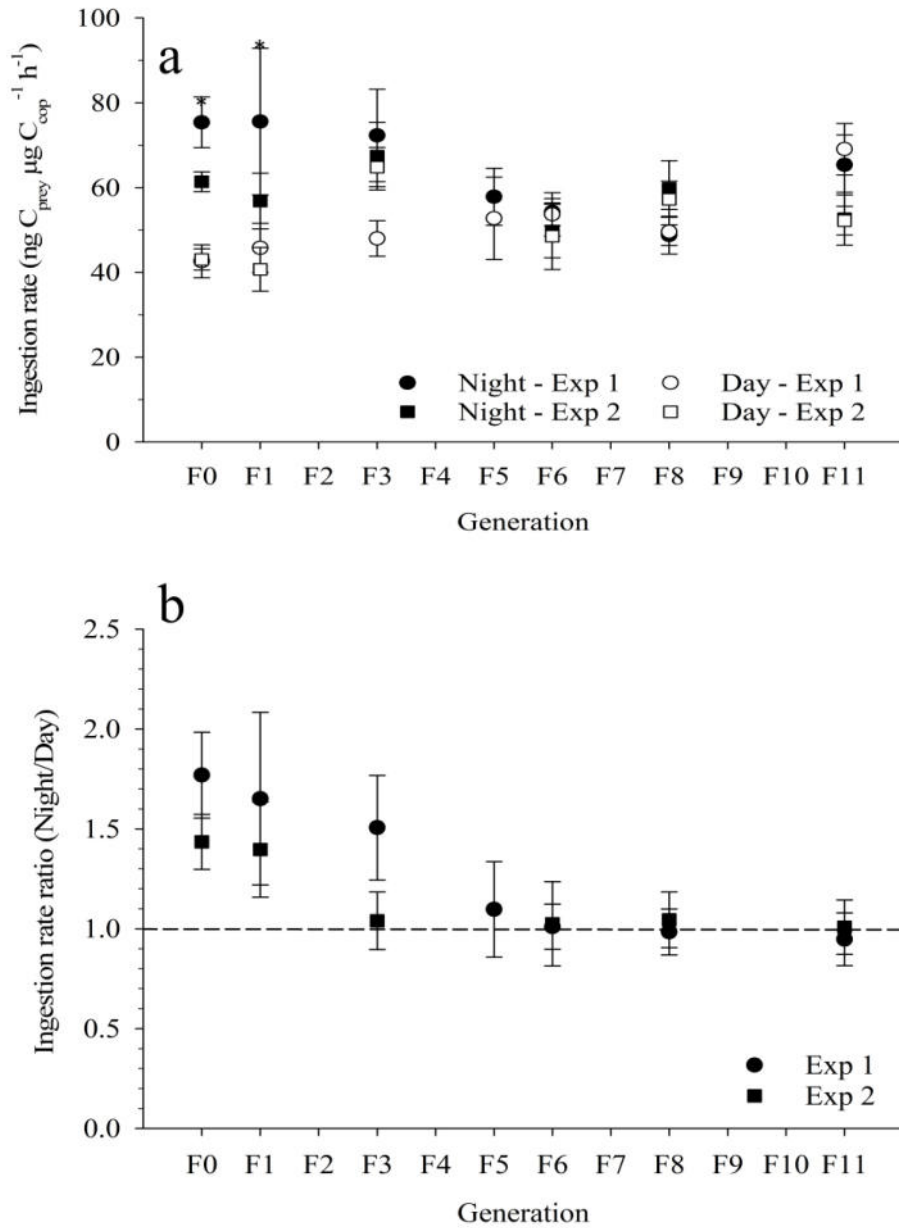 a
100
80
60
40
20
0
*
*
Ingestion rate (ng C_prey µg C_cop^-1 h^-1)
Night - Exp 1
Day - Exp 1
Night - Exp 2
Day - Exp 2
F0 F1 F2 F3 F4 F5 F6 F7 F8 F9 F10 F11
Generation
b
2.5
2.0
1.5
1.0
0.5
0.0
Ingestion rate ratio (Night/Day)
Exp 1
Exp 2
F0 F1 F2 F3 F4 F5 F6 F7 F8 F9 F10 F11
Generation